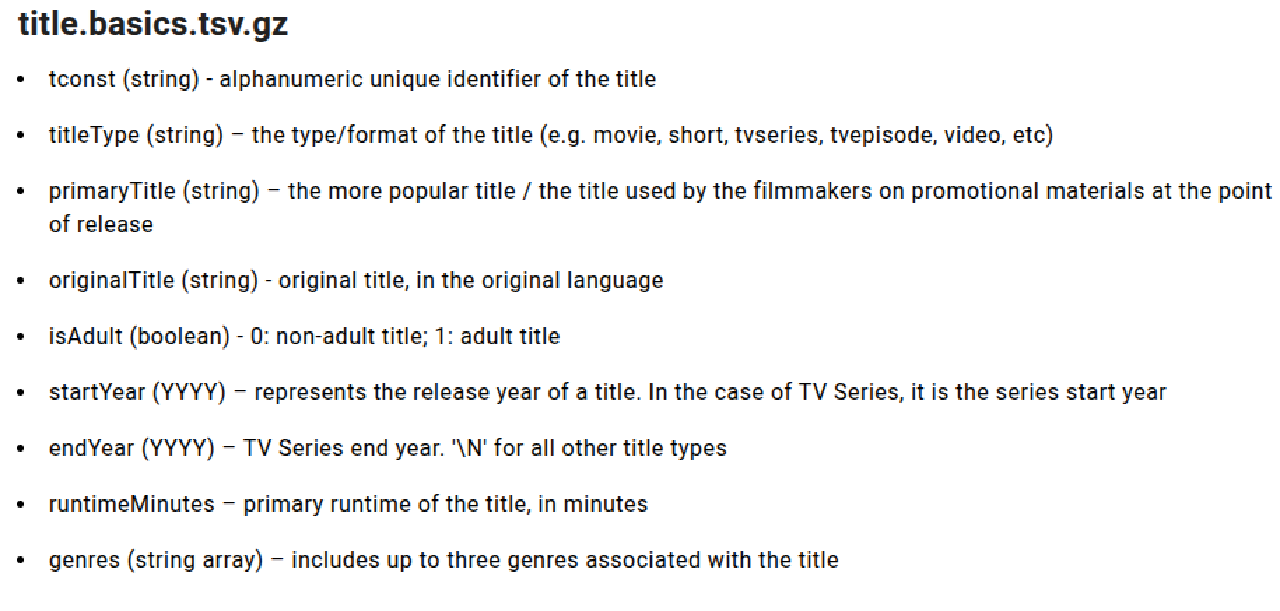 title.basics.tsv.gz
• tconst (string) - alphanumeric unique identifier of the title
• titleType (string) – the type/format of the title (e.g. movie, short, tvseries, tvepisode, video, etc)
• primaryTitle (string) – the more popular title / the title used by the filmmakers on promotional materials at the point
of release
• originalTitle (string) - original title, in the original language
• isAdult (boolean) - 0: non-adult title; 1: adult title
• startYear (YYYY) – represents the release year of a title. In the case of TV Series, it is the series start year
• endYear (YYYY) – TV Series end year. '\N' for all other title types
• runtimeMinutes – primary runtime of the title, in minutes
• genres (string array) – includes up to three genres associated with the title